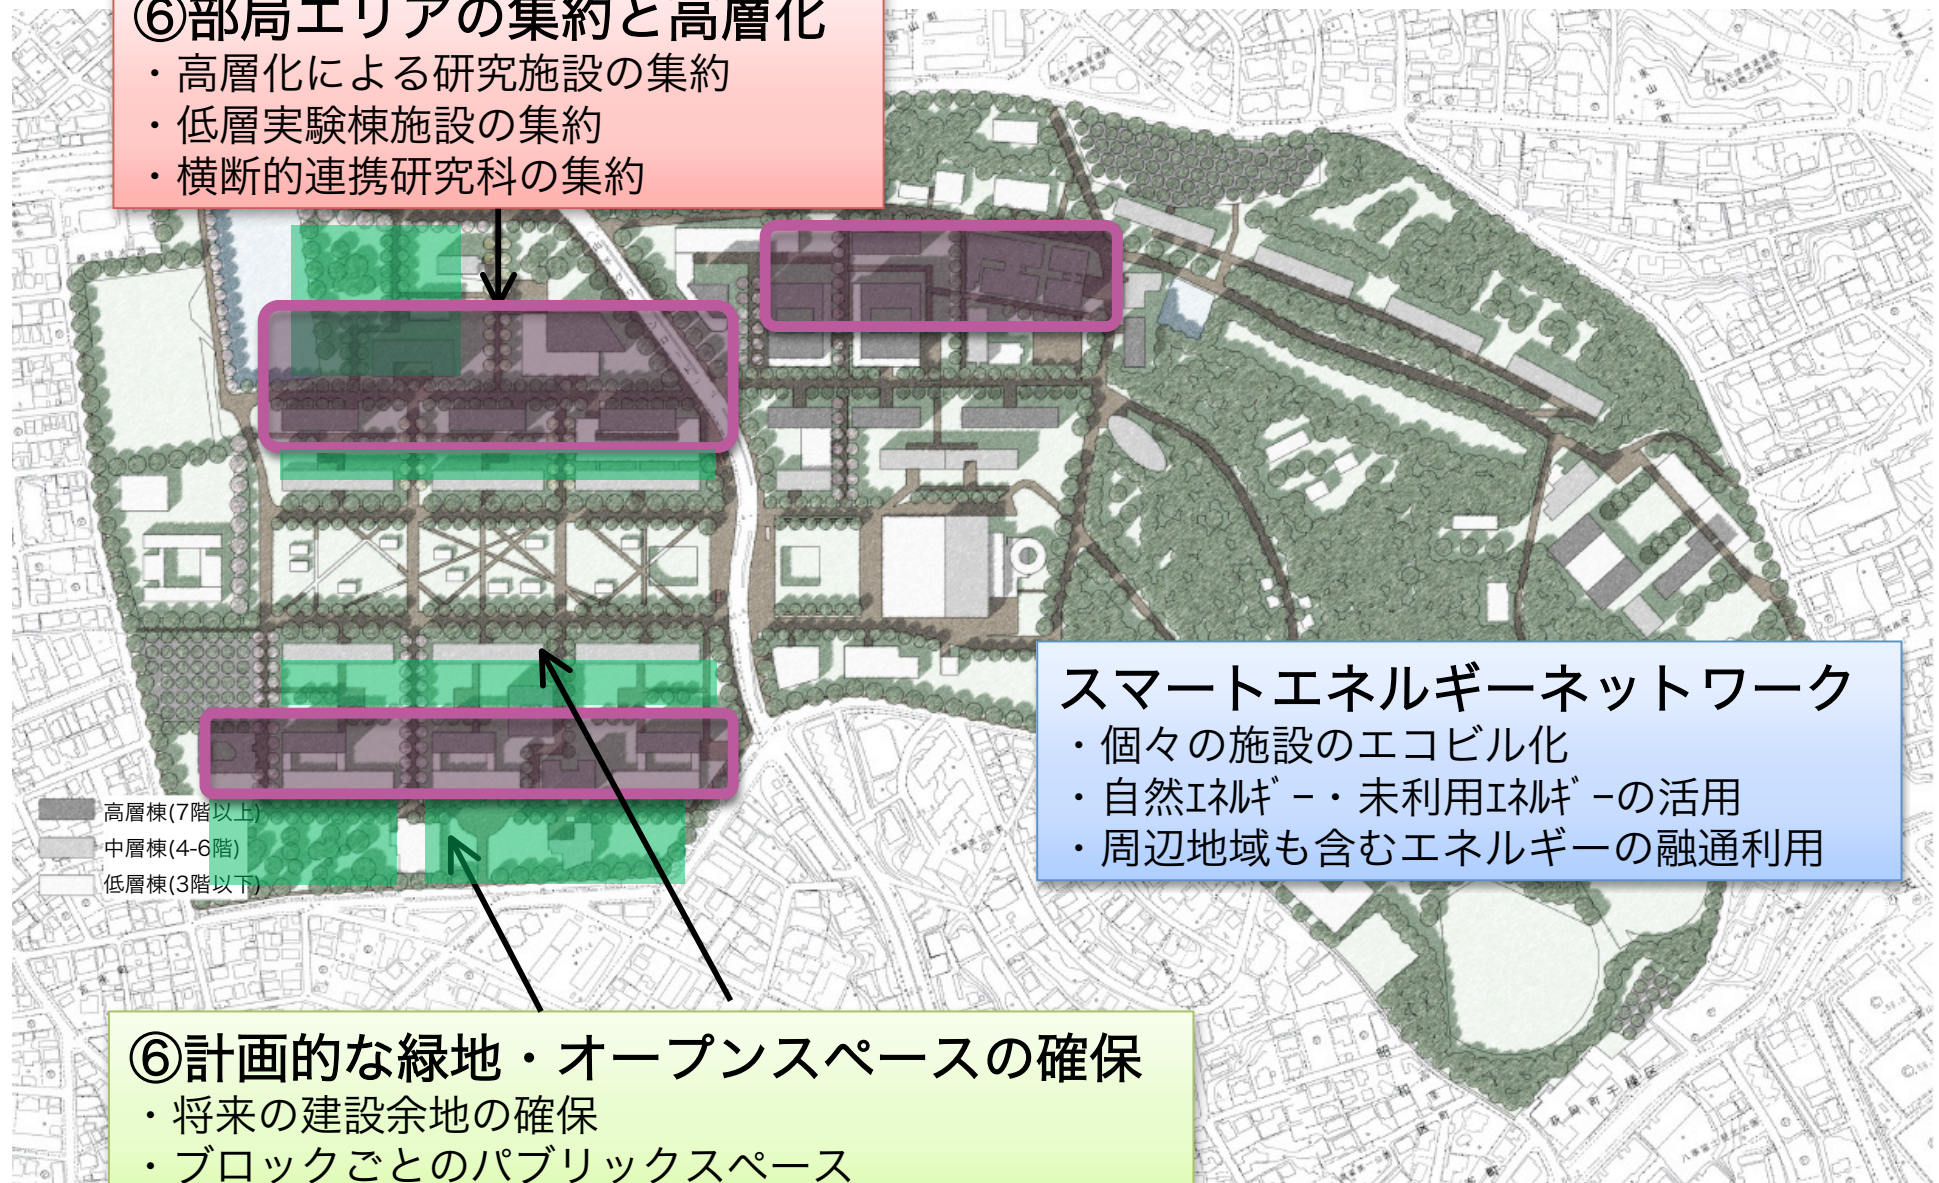 ⑥部局エリアの集約と高層化
・高層化による研究施設の集約
・低層実験棟施設の集約
・横断的連携研究科の集約
スマートエネルギーネットワーク
・個々の施設のエコビル化
・自然ｴﾈﾙｷﾞｰ・未利用ｴﾈﾙｷﾞｰの活用
・周辺地域も含むエネルギーの融通利用
高層棟(7階以上)
中層棟(4-6階)
低層棟(3階以下)
⑥計画的な緑地・オープンスペースの確保
・将来の建設余地の確保
・ブロックごとのパブリックスペース